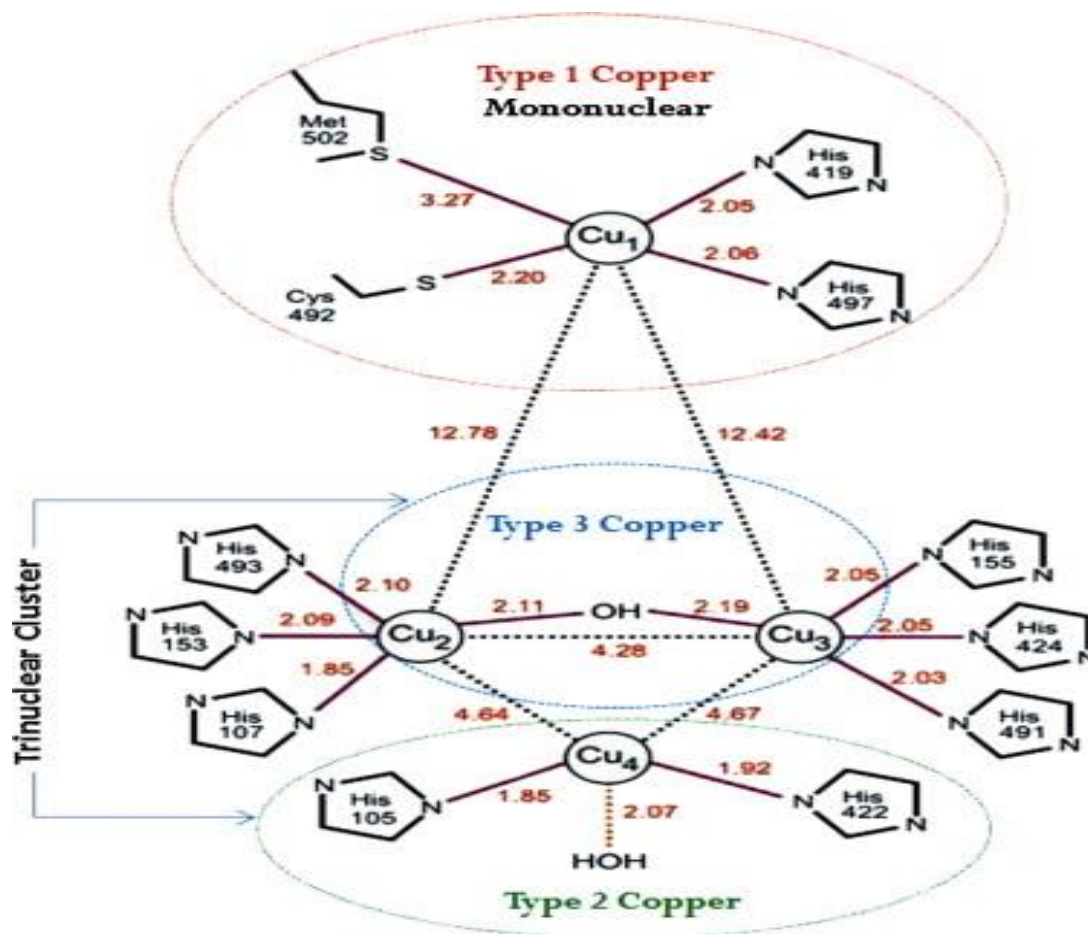 Type 1 Copper
Mononuclear
Met
502
S
3.27
N
His
419
N
2.05
Cu1
2.06
2.20
S
Cys
492
N
His
497
N
12.78
12.42
Trinuclear Cluster
Type 3 Copper
N
His
493
N
2.10
2.05
N
His
155
N
2.11
OH
2.19
N
His
153
N
2.09
Cu2
4.28
Cu3
2.05
N
His
424
N
1.85
2.03
N
His
107
N
4.64
4.67
N
His
491
N
Cu4
N
His
105
N
1.85
1.92
N
His
422
N
2.07
HOH
Type 2 Copper